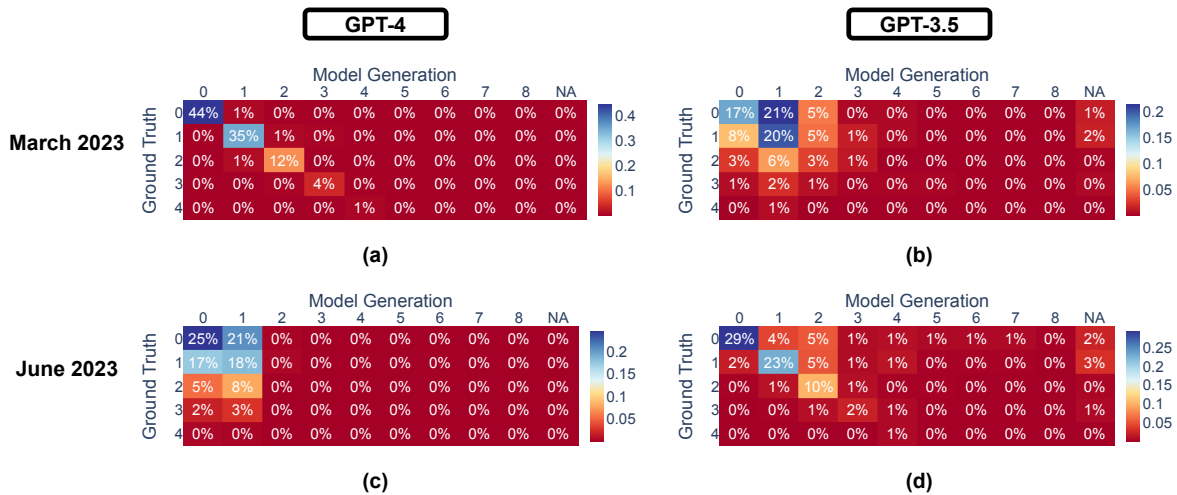 GPT-4 GPT-3.5
Model Generation Model Generation
0 1 2 3 4 5 6 7 8 NA 0 1 2 3 4 5 6 7 8 NA
March 2023
Ground Truth
0 44% 1% 0% 0% 0% 0% 0% 0% 0% 0%
1 0% 35% 1% 0% 0% 0% 0% 0% 0% 0%
2 0% 1% 12% 0% 0% 0% 0% 0% 0% 0%
3 0% 0% 0% 4% 0% 0% 0% 0% 0% 0%
4 0% 0% 0% 0% 1% 0% 0% 0% 0% 0%
0.4
0.3
0.2
0.1
Ground Truth
0 17% 21% 5% 0% 0% 0% 0% 0% 0% 1%
1 8% 20% 5% 1% 0% 0% 0% 0% 0% 2%
2 3% 6% 3% 1% 0% 0% 0% 0% 0% 0%
3 1% 2% 1% 0% 0% 0% 0% 0% 0% 0%
4 0% 1% 0% 0% 0% 0% 0% 0% 0% 0%
0.2
0.15
0.1
0.05
(a) (b)
Model Generation Model Generation
0 1 2 3 4 5 6 7 8 NA 0 1 2 3 4 5 6 7 8 NA
June 2023
Ground Truth
0 25% 21% 0% 0% 0% 0% 0% 0% 0% 0%
1 17% 18% 0% 0% 0% 0% 0% 0% 0% 0%
2 5% 8% 0% 0% 0% 0% 0% 0% 0% 0%
3 2% 3% 0% 0% 0% 0% 0% 0% 0% 0%
4 0% 0% 0% 0% 0% 0% 0% 0% 0% 0%
0.2
0.15
0.1
0.05
Ground Truth
0 29% 4% 5% 1% 1% 1% 1% 1% 0% 2%
1 2% 23% 5% 1% 1% 0% 0% 0% 0% 3%
2 0% 1% 10% 1% 0% 0% 0% 0% 0% 0%
3 0% 0% 1% 2% 1% 0% 0% 0% 0% 1%
4 0% 0% 0% 0% 1% 0% 0% 0% 0% 0%
0.25
0.2
0.15
0.1
0.05
(c) (d)